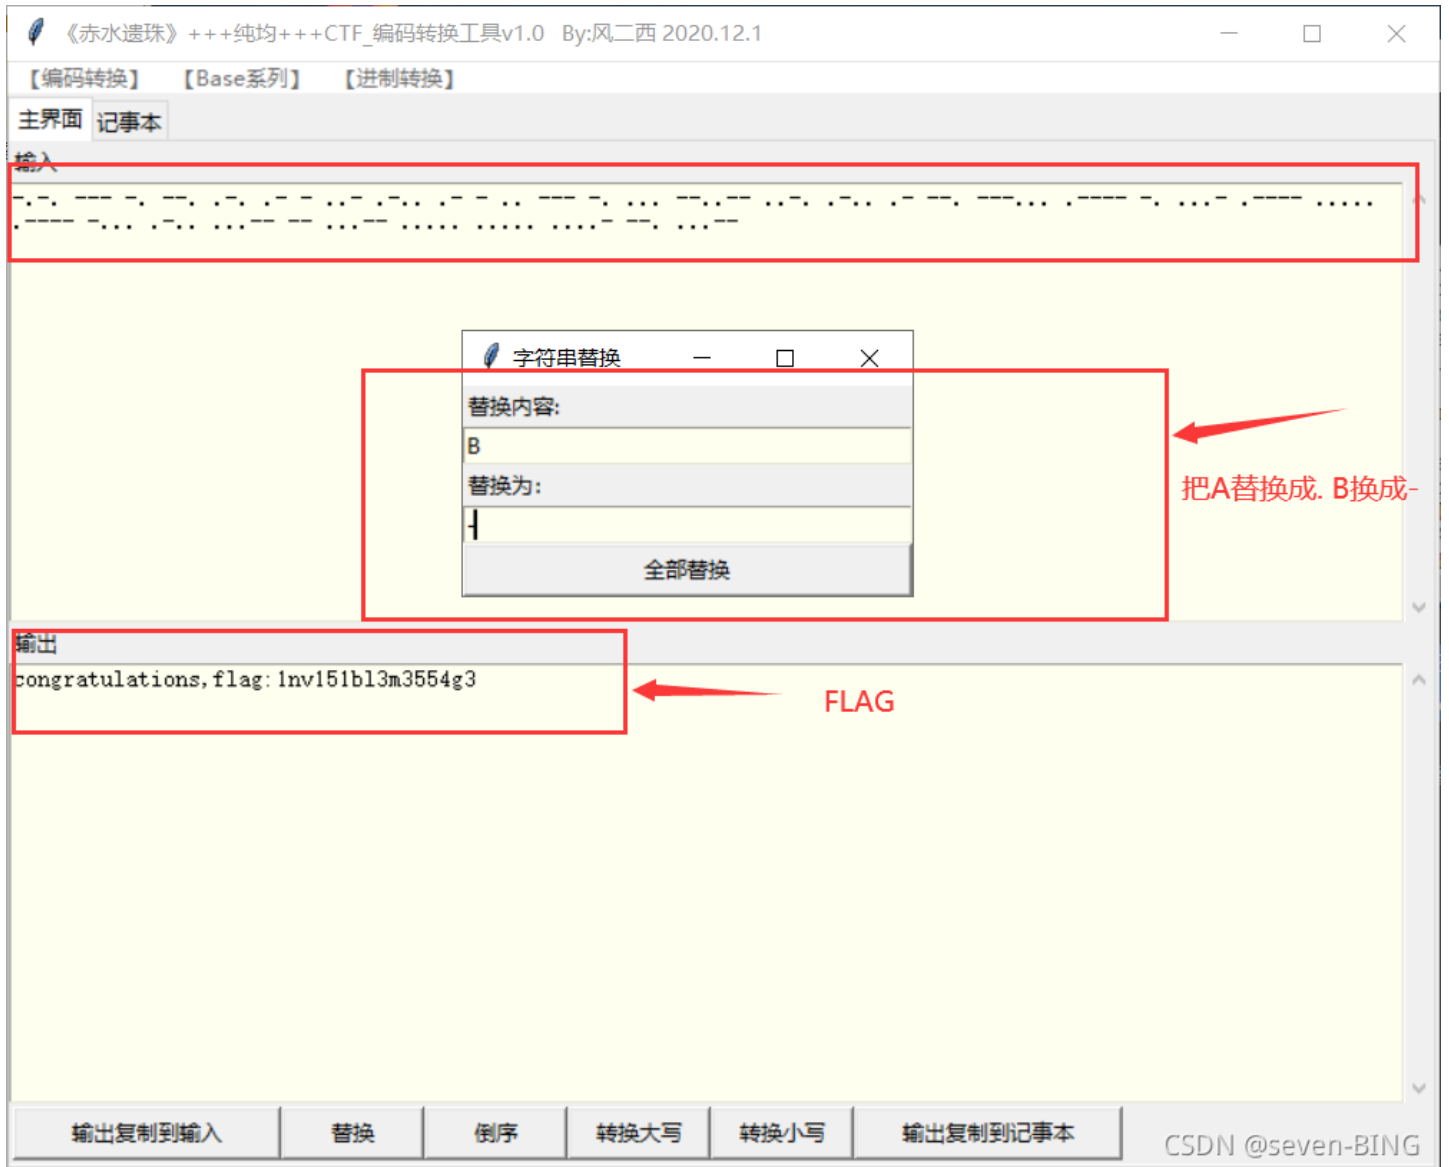 《赤水遗珠》+++纯均+++CTF_编码转换工具v1.0 By:风二西 2020.12.1
【编码转换】 【Base系列】 【进制转换】
主界面 记事本
输入
-.-. --- -. --. .-. .- - ..- .-.. .- - .. --- -. ... --..-- ..-. .-.. .- --. ---... .---- -. ...- .---- .....
.---- -... .-.. ...-- -- ...-- ..... ..... ....- --. ...--
字符串替换
替换内容:
B
替换为:
-
全部替换
把A替换成. B换成-
输出
congratulations,flag:1nv151bl3m3554g3
FLAG
输出复制到输入 替换 倒序 转换大写 转换小写 输出复制到记事本
CSDN @seven-BING